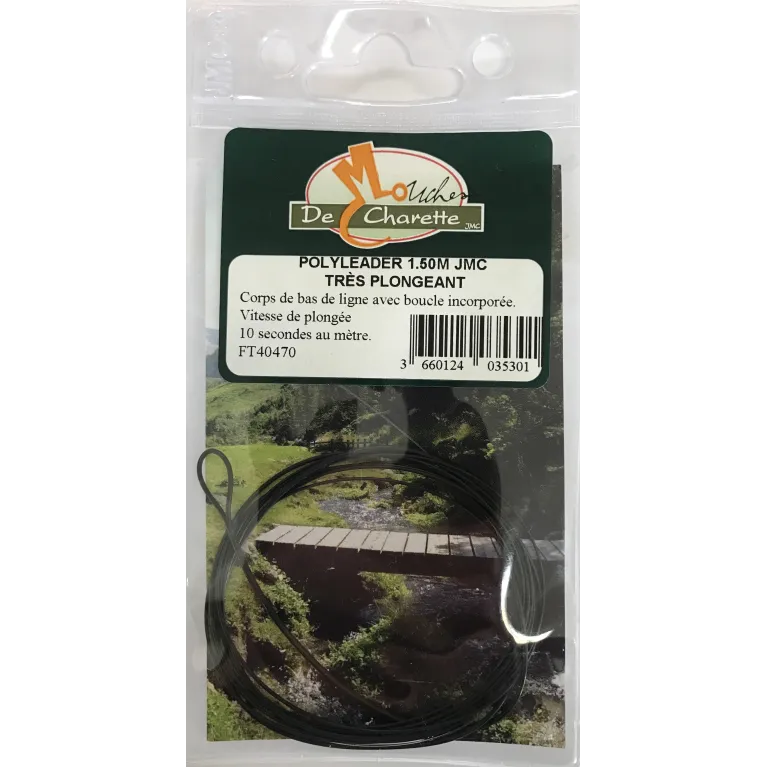 Mouches
De Charette
JMC
POLYLEADER 1.50M JMC
TRÈS PLONGEANT
Corps de bas de ligne avec boucle incorporée.
Vitesse de plongée
10 secondes au mètre.
FT40470
3 660124 035301